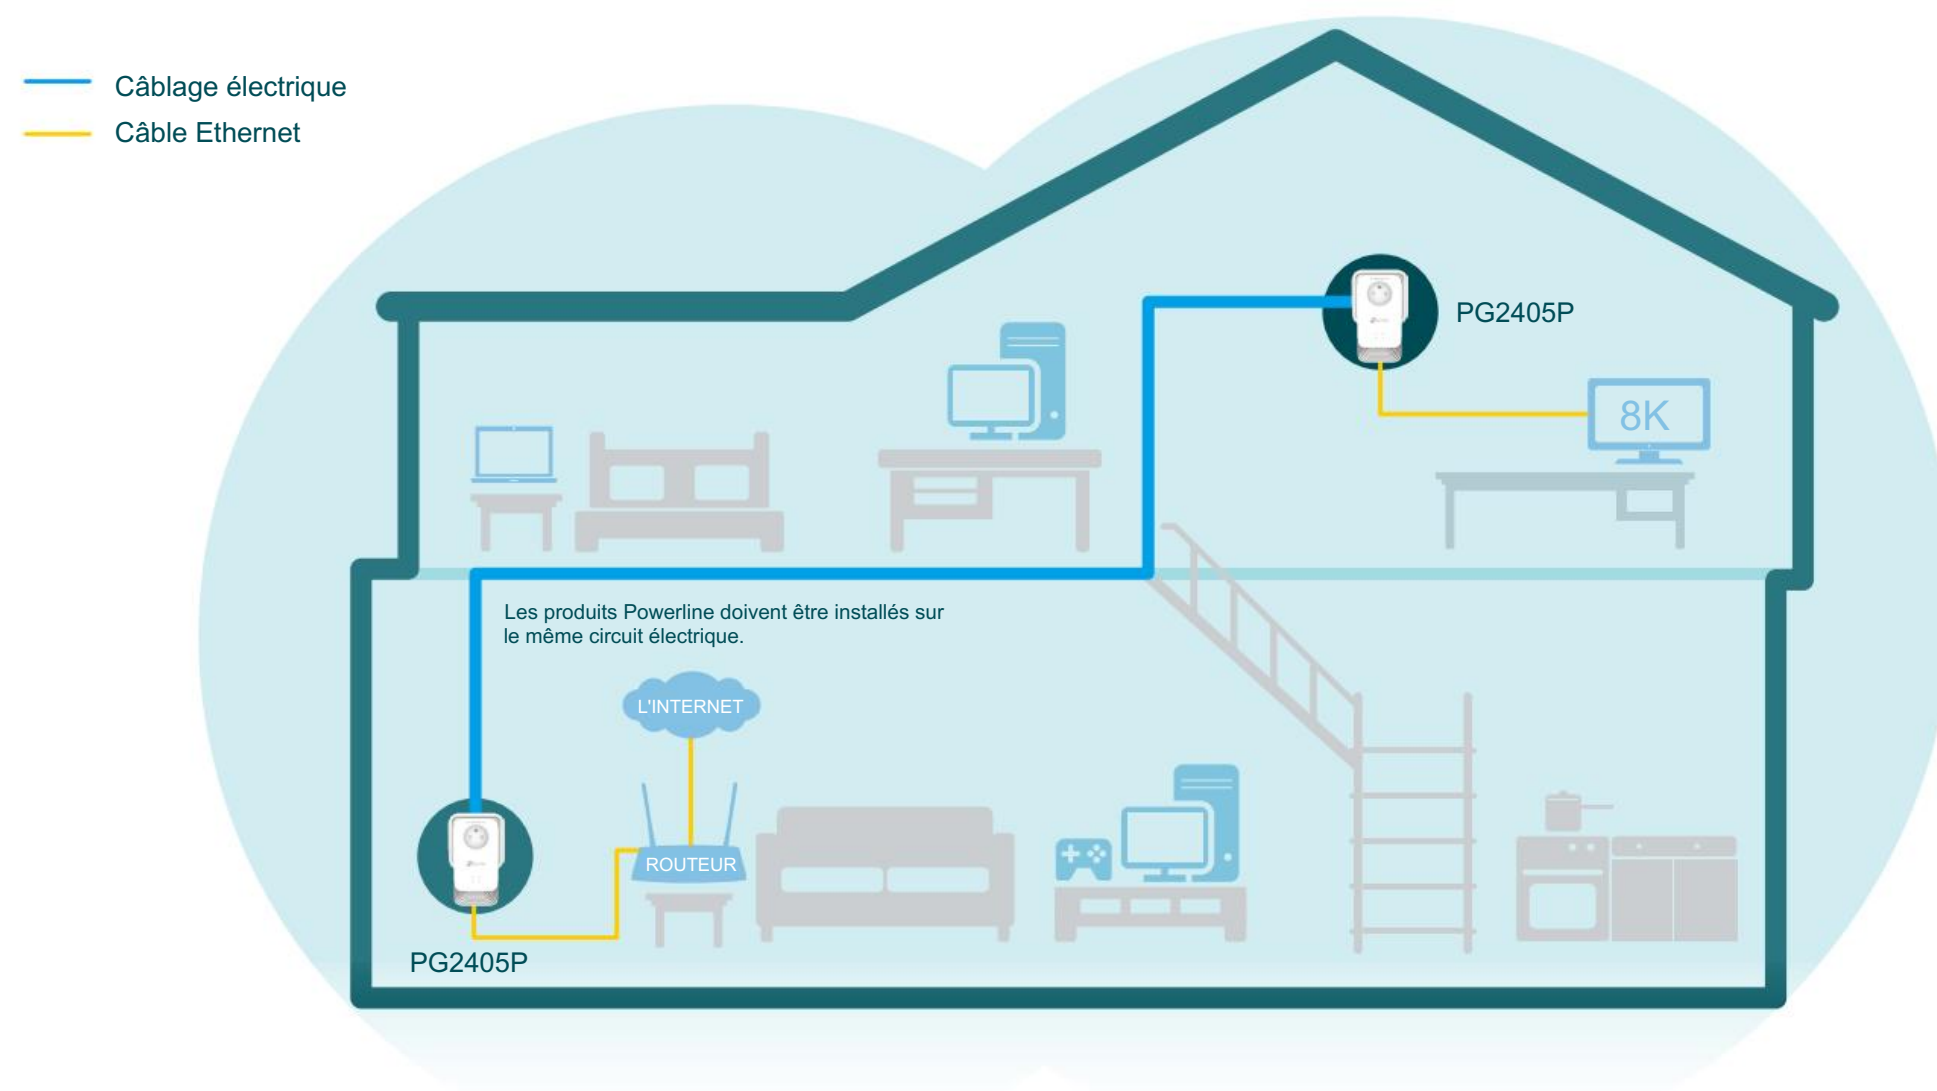 Câblage électrique
Câble Ethernet
PG2405P
8K
Les produits Powerline doivent être installés sur
le même circuit électrique.
L'INTERNET
ROUTEUR
PG2405P